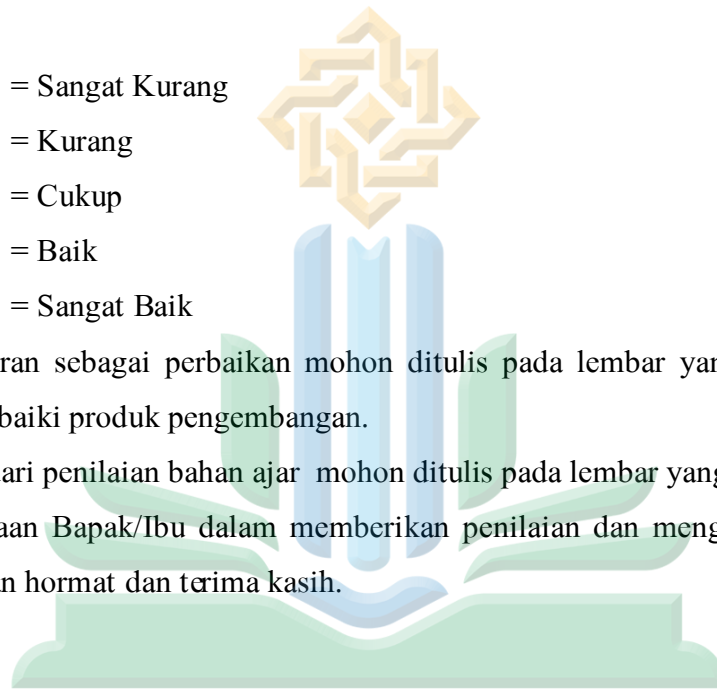 = Sangat Kurang
= Kurang
= Cukup
= Baik
= Sangat Baik
ran sebagai perbaikan mohon ditulis pada lembar yan
baiki produk pengembangan.
dari penilaian bahan ajar mohon ditulis pada lembar yang
aan Bapak/Ibu dalam memberikan penilaian dan meng
n hormat dan terima kasih.